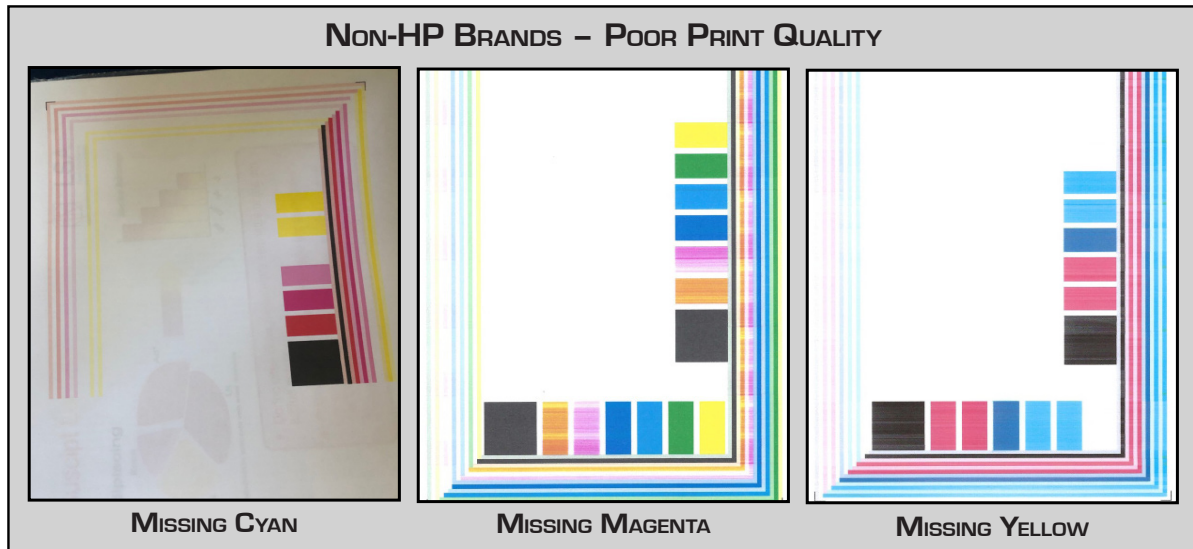 NON-HP BRANDS – POOR PRINT QUALITY
MISSING CYAN
MISSING MAGENTA
MISSING YELLOW